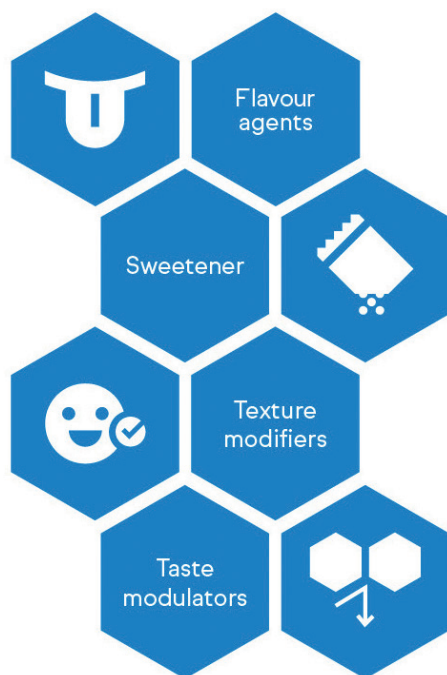 Flavour
agents
Sweetener
Texture
modifiers
Taste
modulators